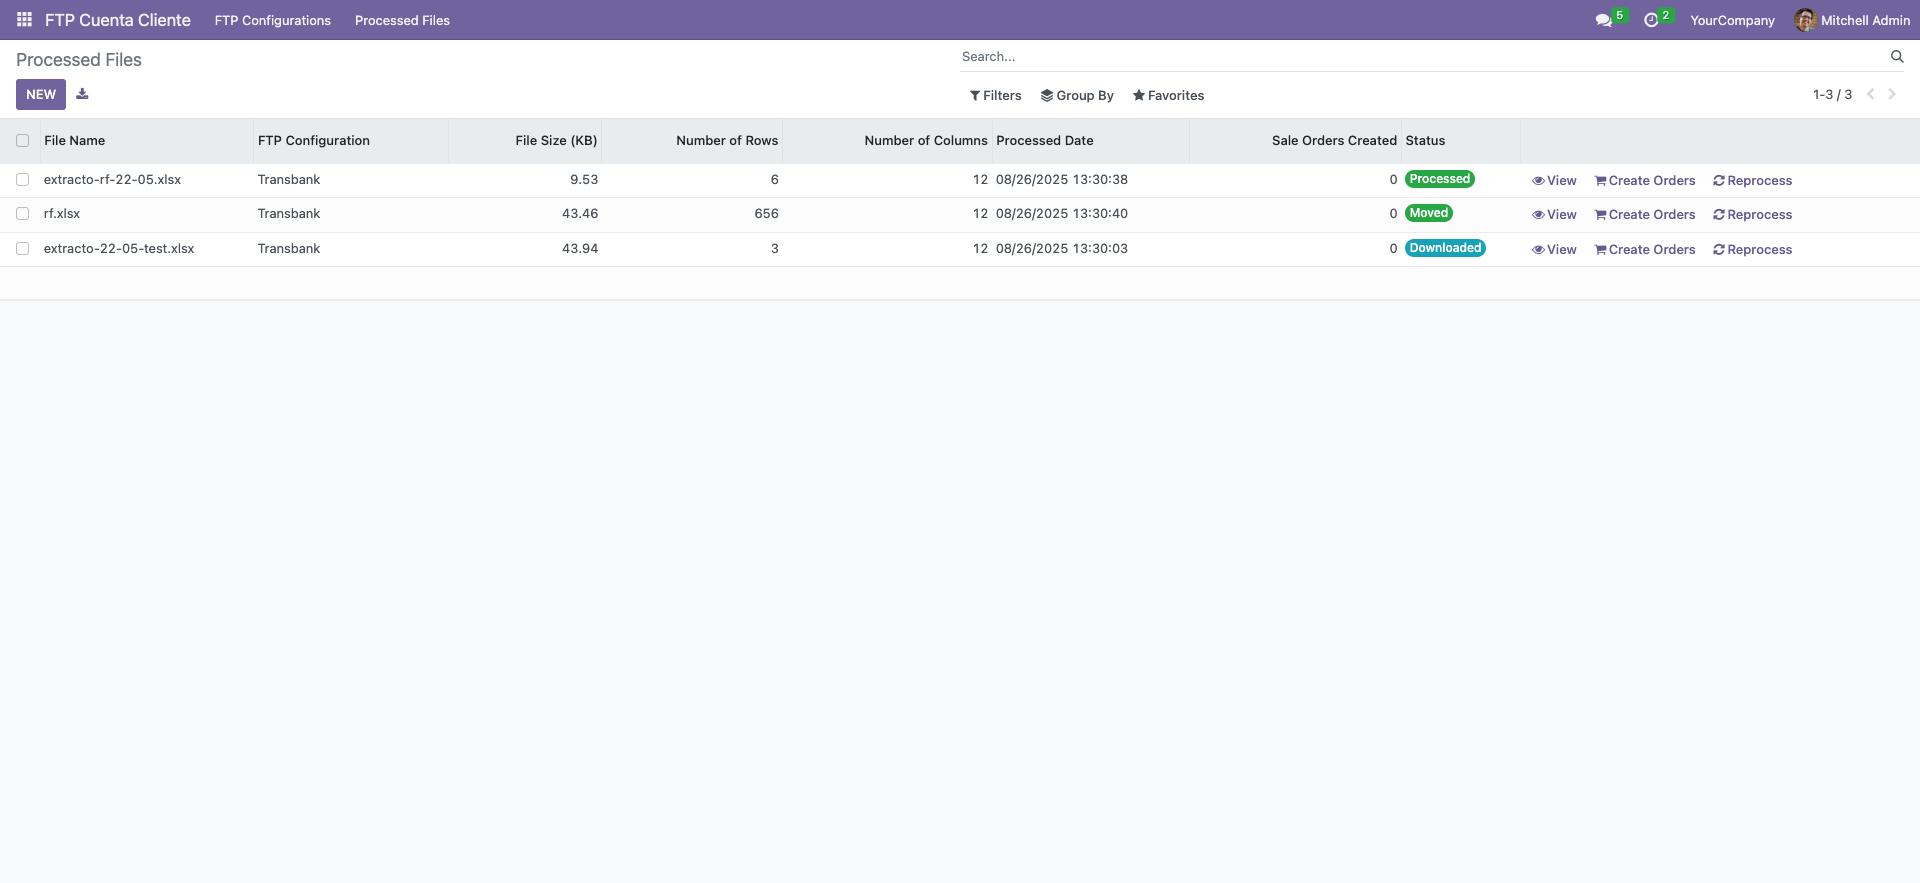 FTP Cuenta Cliente FTP Configurations Processed Files 5 2 YourCompany Mitchell Admin
Processed Files Search...
NEW Filters Group By Favorites 1-3 / 3
File Name FTP Configuration File Size (KB) Number of Rows Number of Columns Processed Date Sale Orders Created Status
extracto-rf-22-05.xlsx Transbank 9.53 6 12 08/26/2025 13:30:38 0 Processed View Create Orders Reprocess
rf.xlsx Transbank 43.46 656 12 08/26/2025 13:30:40 0 Moved View Create Orders Reprocess
extracto-22-05-test.xlsx Transbank 43.94 3 12 08/26/2025 13:30:03 0 Downloaded View Create Orders Reprocess